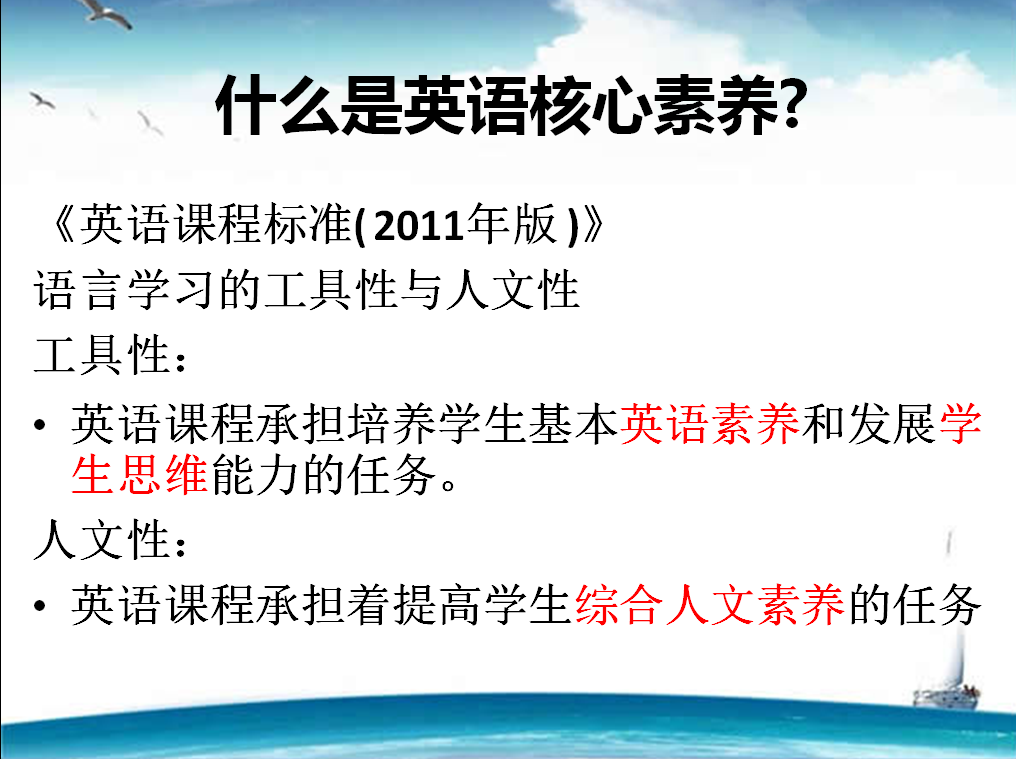 什么是英语核心素养?
《英语课程标准(2011年版)》
语言学习的工具性与人文性
工具性：
• 英语课程承担培养学生基本英语素养和发展学
生思维能力的任务。
人文性：
• 英语课程承担着提高学生综合人文素养的任务